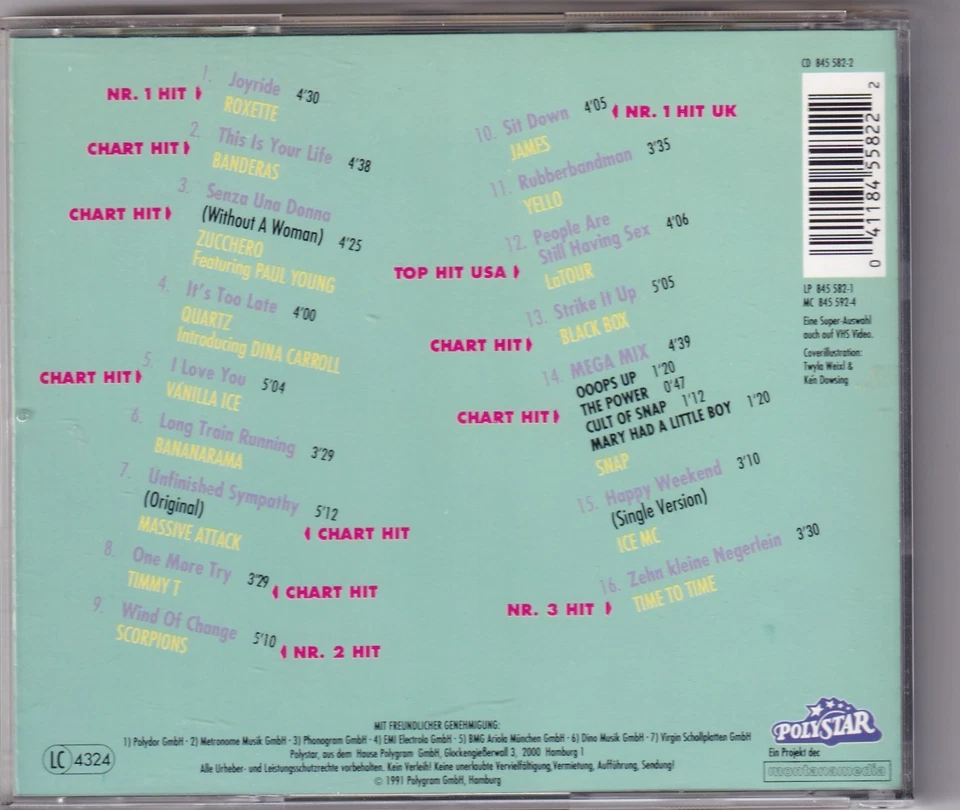 NR. 1 HIT
1. Joyride 4'30
ROXETTE
CHART HIT
2. This Is Your Life 4'38
BANDERAS
CHART HIT
3. Senza Una Donna
(Without A Woman) 4'25
ZUCCHERO
Featuring PAUL YOUNG
4. It's Too Late 4'00
QUARTZ
Introducing DINA CARROLL
CHART HIT
5. I Love You 5'04
VANILLA ICE
6. Long Train Running 3'29
BANANARAMA
7. Unfinished Sympathy
(Original) 5'12
MASSIVE ATTACK
CHART HIT
8. One More Try 3'29
TIMMY T
CHART HIT
9. Wind Of Change 5'10
SCORPIONS
NR. 2 HIT
10. Sit Down 4'05
JAMES
NR. 1 HIT UK
11. Rubberbandman 3'35
YELLO
12. People Are
Still Having Sex 4'06
LaTOUR
TOP HIT USA
13. Strike It Up 5'05
BLACK BOX
CHART HIT
14. MEGA MIX 4'39
OOOPS UP 1'20
THE POWER 0'47
CULT OF SNAP 1'12
MARY HAD A LITTLE BOY 1'20
SNAP
CHART HIT
15. Happy Weekend 3'10
(Single Version)
ICE MC
16. Zehn kleine Negerlein 3'30
TIME TO TIME
NR. 3 HIT
CD 845 582-2
0 41184 55822 2
LP 845 582-1
MC 845 592-4
Eine Super-Auswahl
auch auf VHS Video.
Coverillustration:
Twyla Weixl &
Ken Dowsing
POLYSTAR
Ein Projekt der
montanamedia
LC 4324
MIT FREUNDLICHER GENEHMIGUNG:
1) Polydor GmbH · 2) Metronome Musik GmbH · 3) Phonogram GmbH · 4) EMI Electrola GmbH · 5) BMG Ariola München GmbH · 6) Dino Musik GmbH · 7) Virgin Schallplatten GmbH
Polystar, aus dem Hause Polygram GmbH, Glockengießerwall 3, 2000 Hamburg 1
Alle Urheber- und Leistungsschutzrechte vorbehalten. Kein Verleih! Keine unerlaubte Vervielfältigung, Vermietung, Aufführung, Sendung!
© 1991 Polygram GmbH, Hamburg